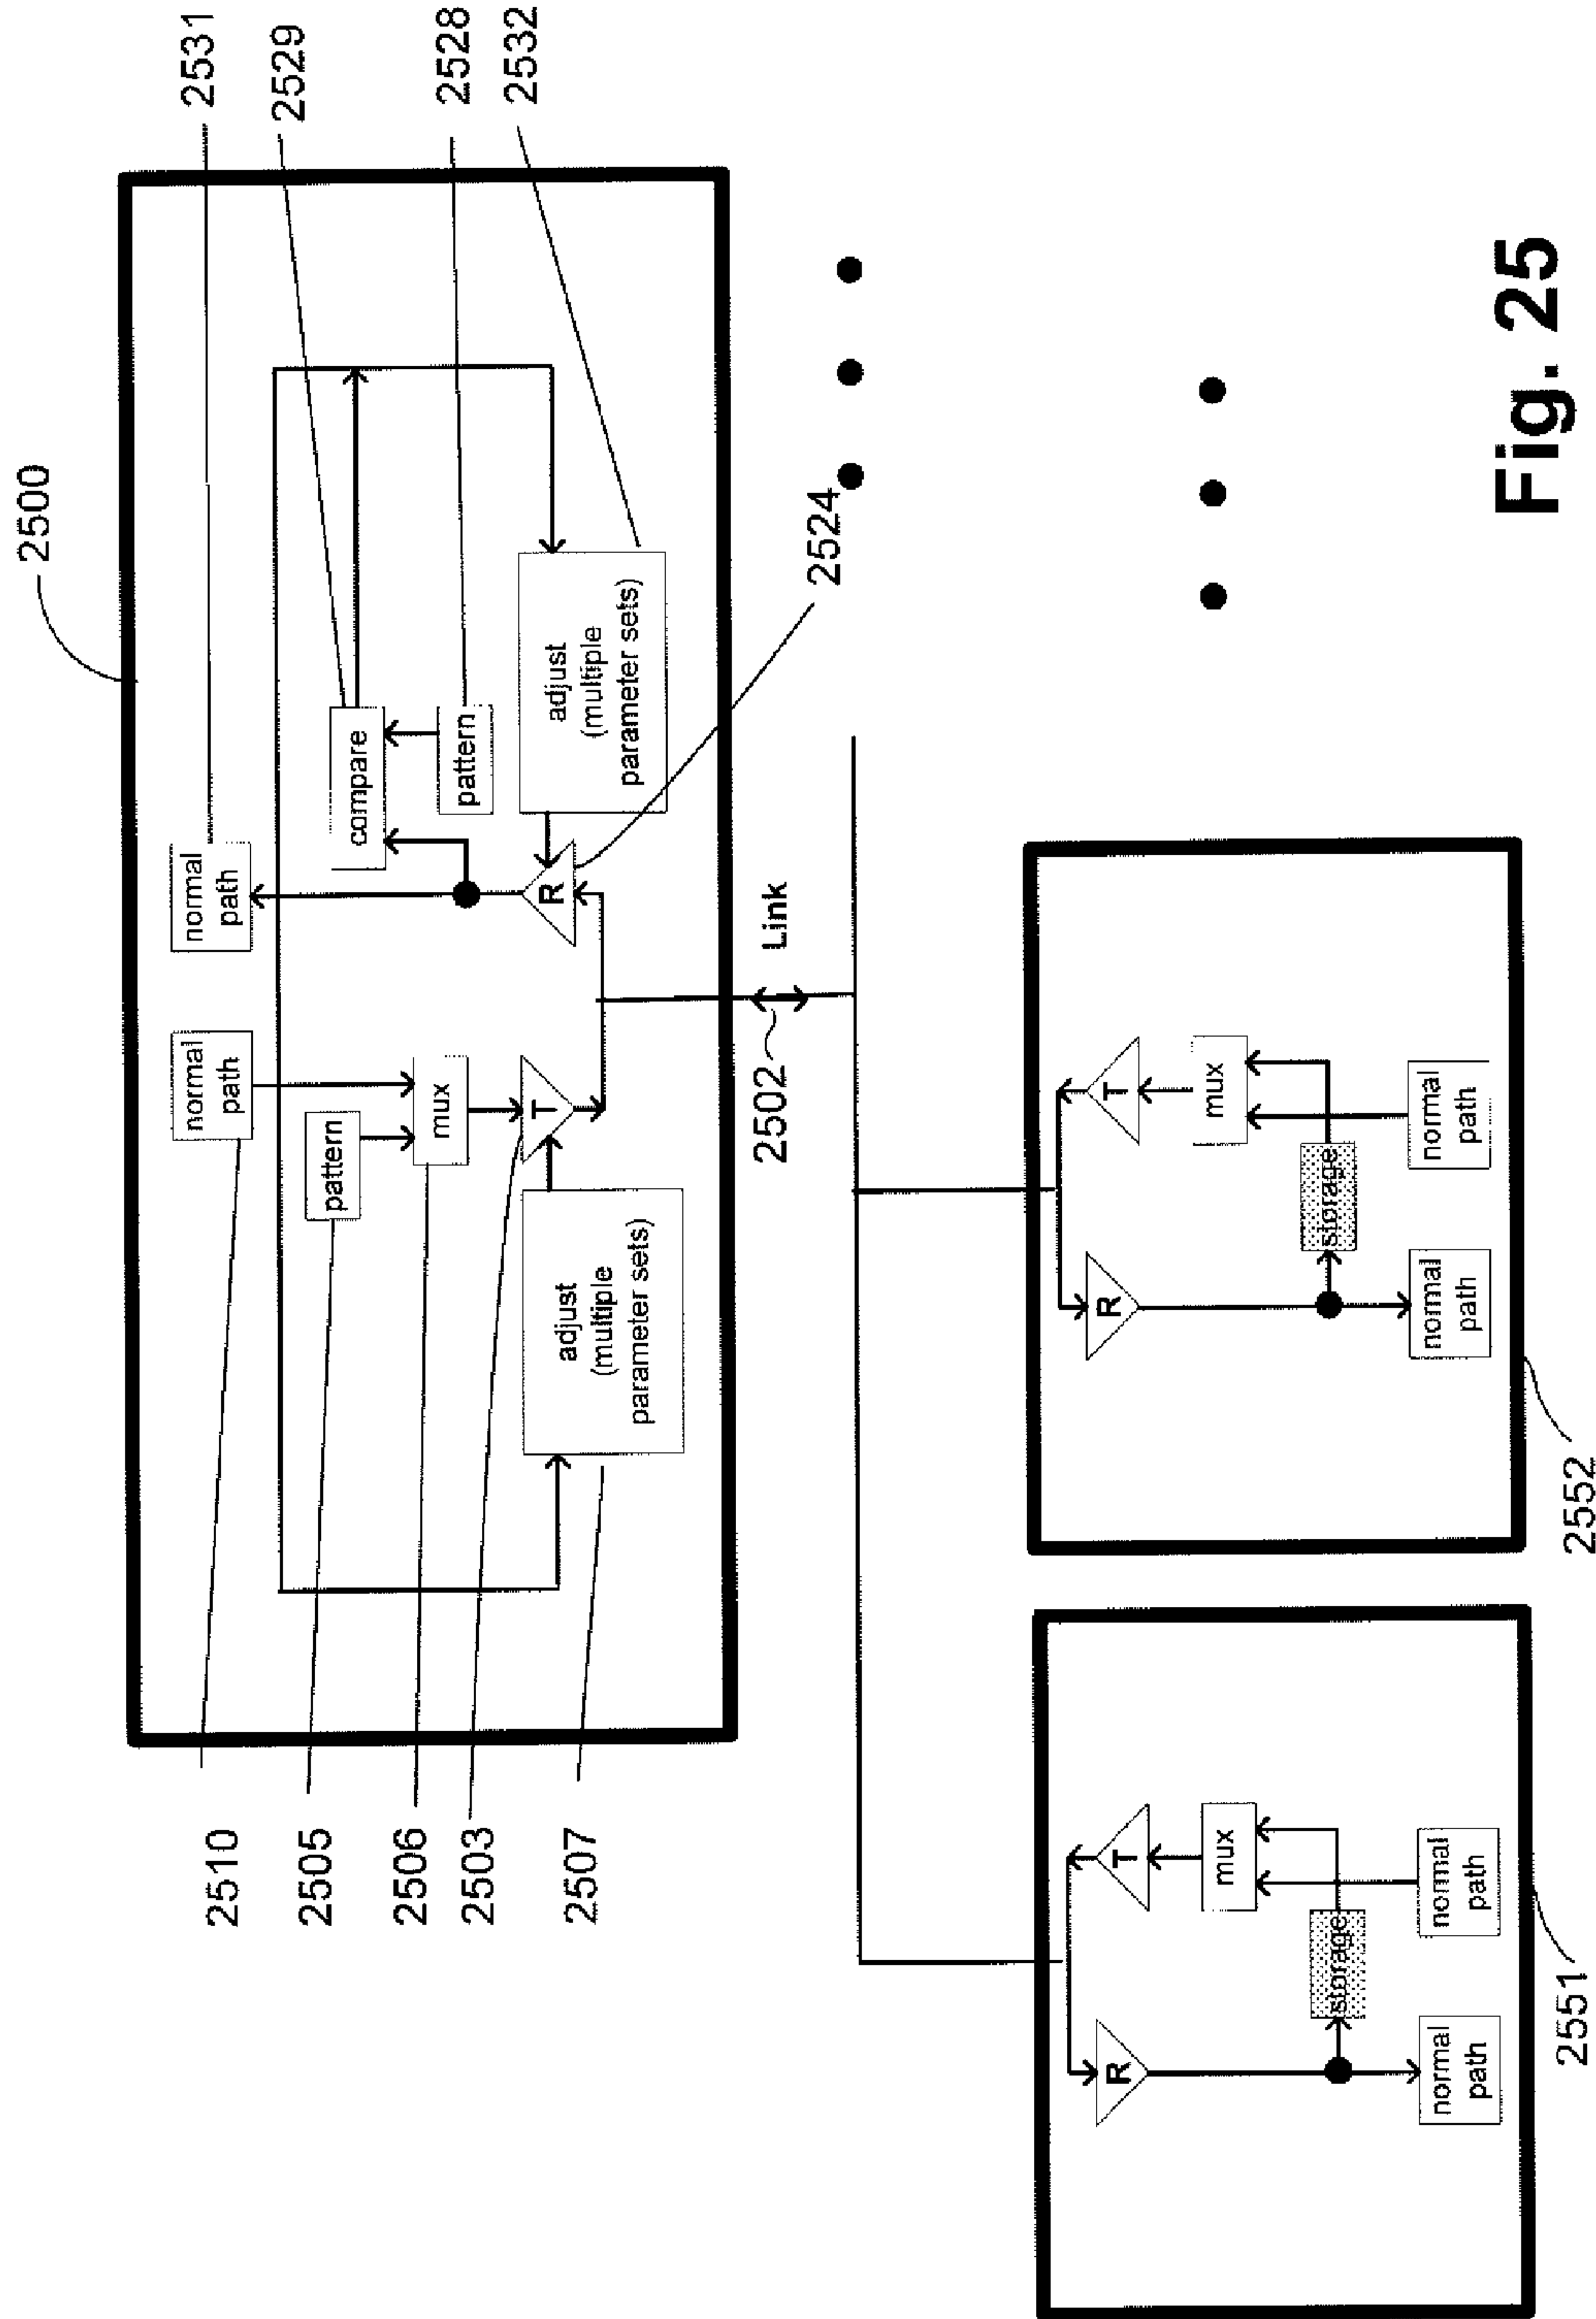 2500
2531
2529
2528
2532
2510
2505
2506
2503
2507
normal
path
normal
path
pattern
mux
T
adjust
(multiple
parameter sets)
compare
pattern
R
adjust
(multiple
parameter sets)
2524
2502
Link
R
T
mux
storage
normal
path
normal
path
2551
R
T
mux
storage
normal
path
normal
path
2552
Fig. 25